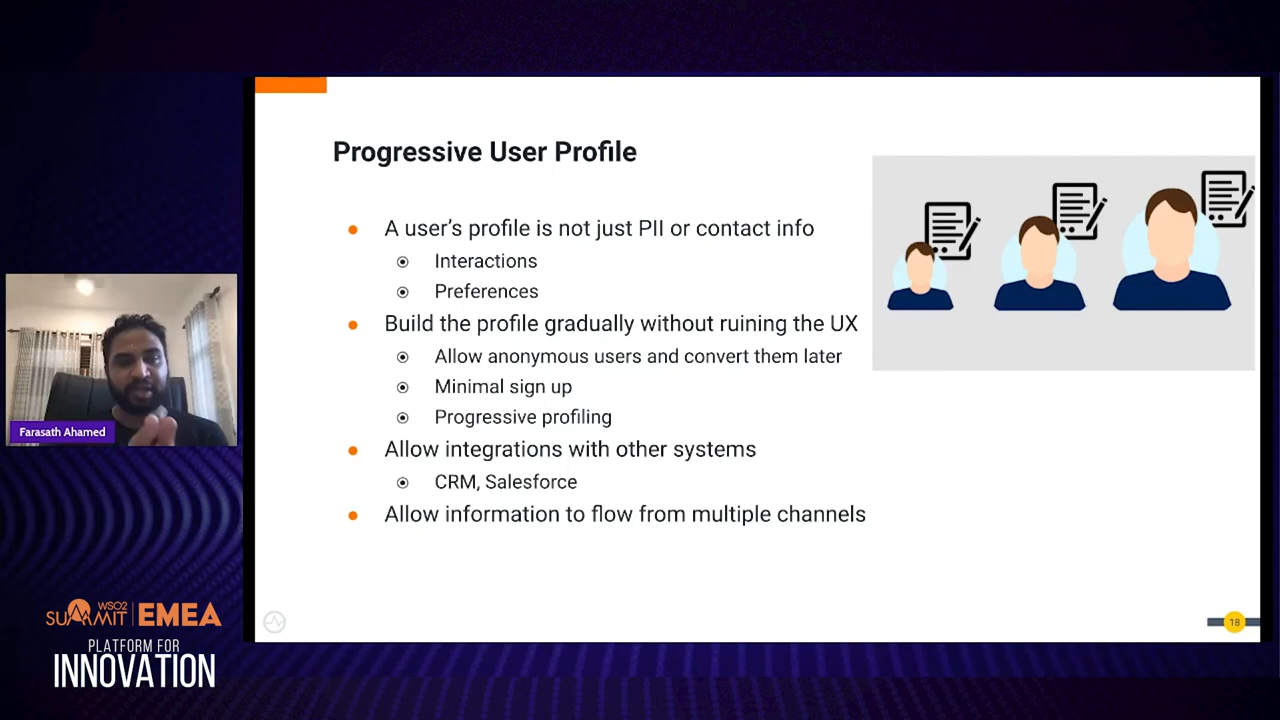 Progressive User Profile
A user’s profile is not just PII or contact info
Interactions
Preferences
Build the profile gradually without ruining the UX
Allow anonymous users and convert them later
Minimal sign up
Progressive profiling
Allow integrations with other systems
CRM, Salesforce
Allow information to flow from multiple channels
18
Farasath Ahamed
WSO2
SUMMIT EMEA
PLATFORM FOR
INNOVATION